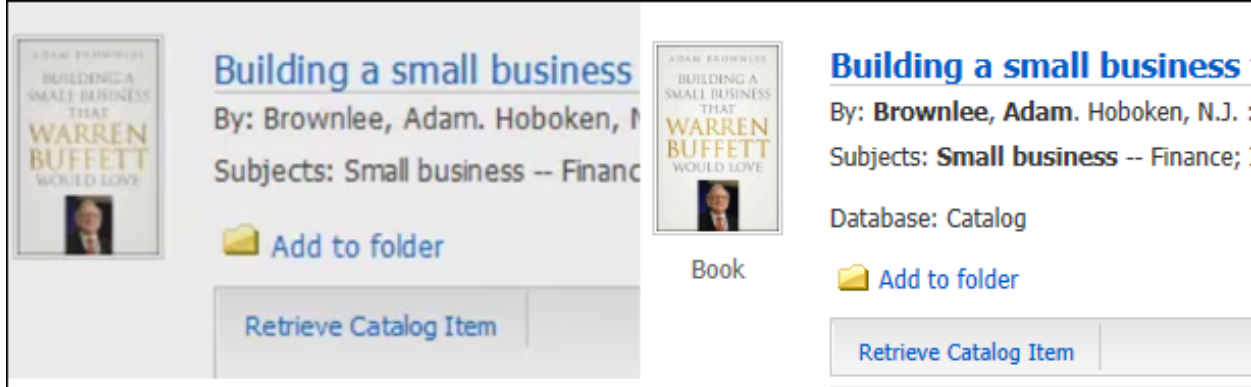 ADAM BROWNLEE
BUILDING A
SMALL BUSINESS
THAT
WARREN
BUFFETT
WOULD LOVE
Building a small business
By: Brownlee, Adam. Hoboken, N
Subjects: Small business -- Financ
Add to folder
Retrieve Catalog Item
ADAM BROWNLEE
BUILDING A
SMALL BUSINESS
THAT
WARREN
BUFFETT
WOULD LOVE
Book
Building a small business
By: Brownlee, Adam. Hoboken, N.J. :
Subjects: Small business -- Finance;
Database: Catalog
Add to folder
Retrieve Catalog Item